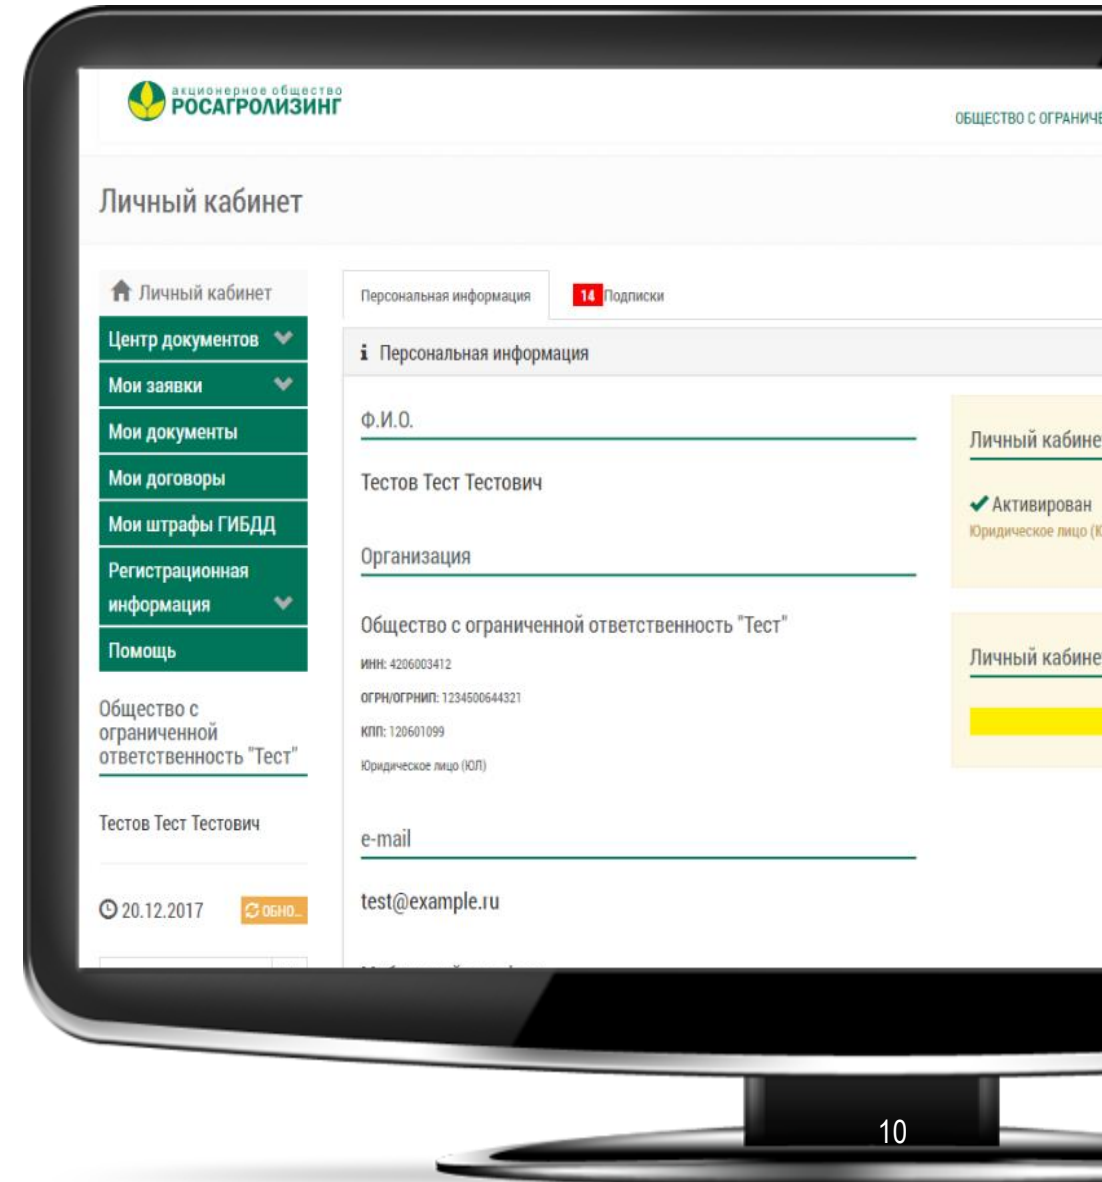 акционерное общество
РОСАГРОЛИЗИНГ
ОБЩЕСТВО С
Личный кабинет
Личный кабинет
Центр документов
Мои заявки
Мои документы
Мои договоры
Мои штрафы ГИБДД
Регистрационная
информация
Помощь
Общество с
ограниченной
ответственность "Тест"
Тестов Тест Тестович
20.12.2017
ОБНО...
Персональная информация
14 Подписки
i Персональная информация
Ф.И.О.
Тестов Тест Тестович
Организация
Общество с ограниченной ответственность "Тест"
ИНН: 4206003412
ОГРН/ОГРНИП: 1234500644321
КПП: 120601099
Юридическое лицо (ЮЛ)
e-mail
test@example.ru
Личный
Активирован
Юридическое лицо
Личный
10